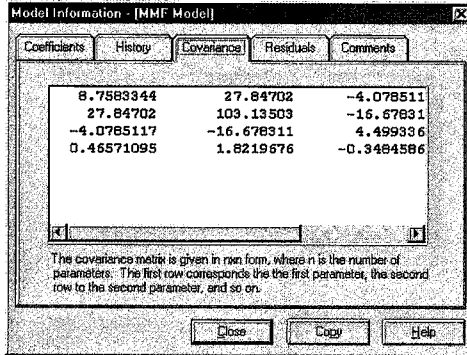 Model Information - [MMF Model]
Coefficients History Covariance Residuals Comments
8.7583344 27.84702 -4.078511
27.84702 103.13503 -16.67831
-4.0785117 -16.678311 4.499336
0.46571095 1.8219676 -0.3484586
The covariance matrix is given in nxn form, where n is the number of
parameters. The first row corresponds the the first parameter, the second
row to the second parameter, and so on.
Close Copy Help